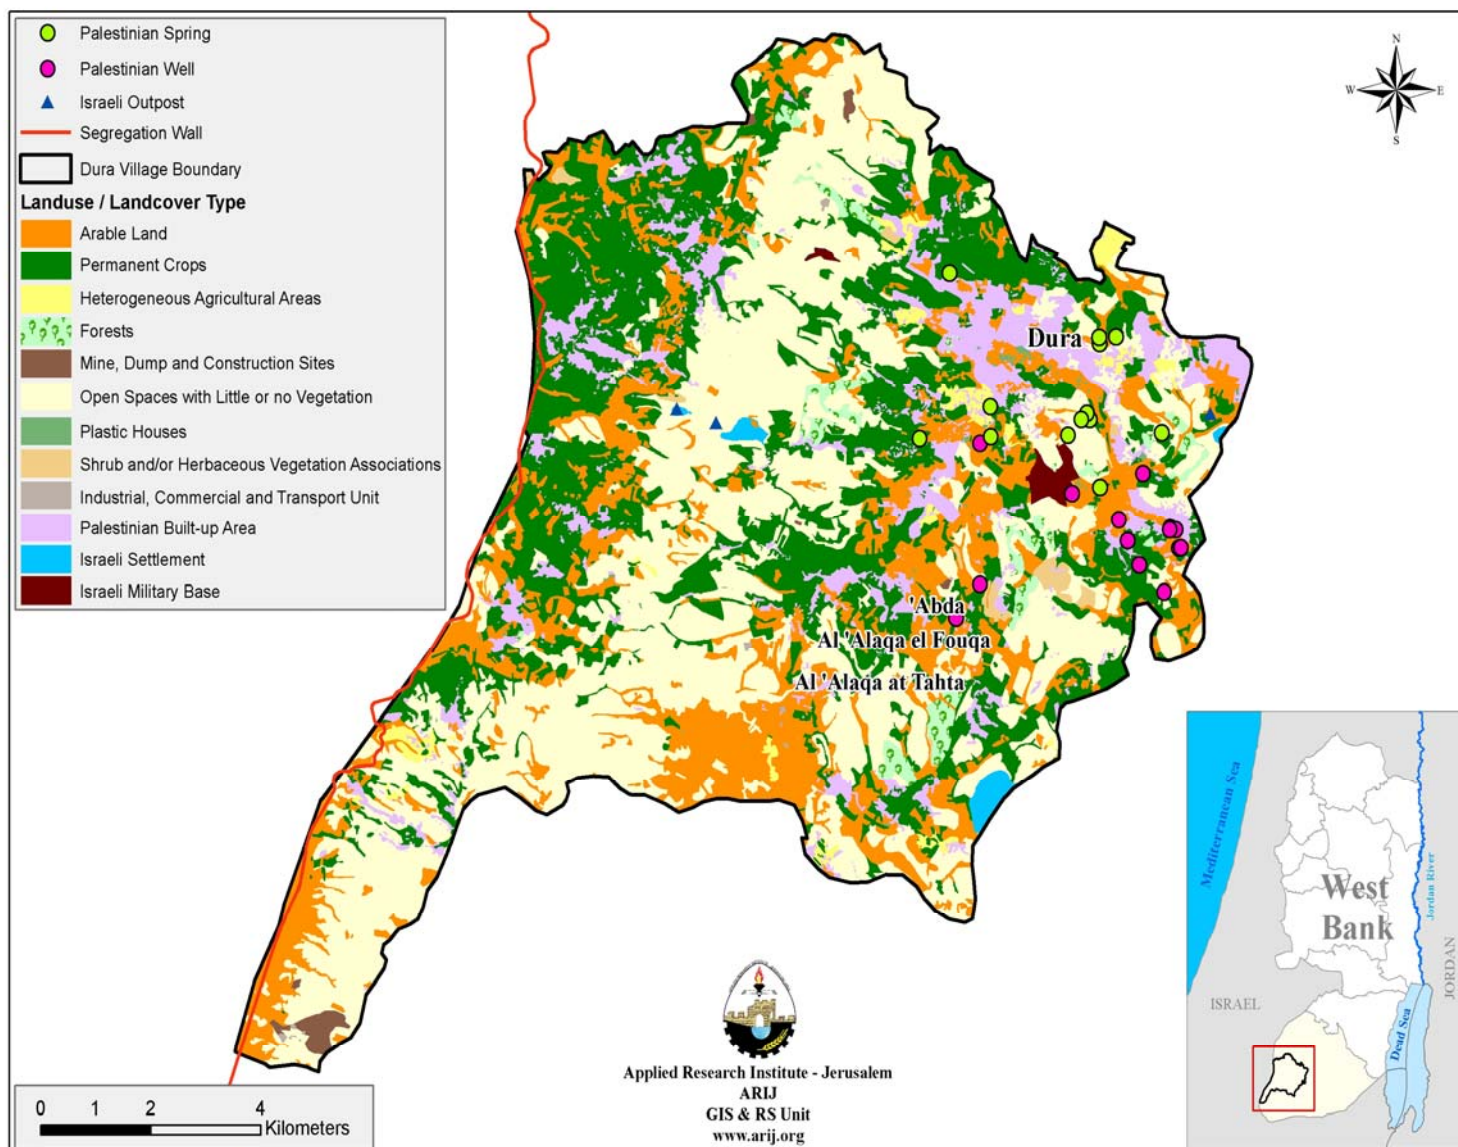 Palestinian Spring
Palestinian Well
Israeli Outpost
Segregation Wall
Dura Village Boundary
Landuse / Landcover Type
Arable Land
Permanent Crops
Heterogeneous Agricultural Areas
Forests
Mine, Dump and Construction Sites
Open Spaces with Little or no Vegetation
Plastic Houses
Shrub and/or Herbaceous Vegetation Associations
Industrial, Commercial and Transport Unit
Palestinian Built-up Area
Israeli Settlement
Israeli Military Base
N
W E
S
Dura
'Abda
Al 'Alaqa el Fouqa
Al 'Alaqa at Tahta
Mediterranean Sea
West
Bank
Jordan River
JORDAN
ISRAEL
Dead Sea
Applied Research Institute - Jerusalem
ARIJ
GIS & RS Unit
www.arij.org
0 1 2 4
Kilometers